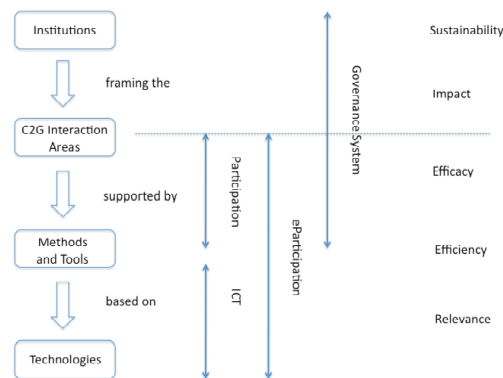 Institutions
Sustainability
framing the
Impact
Governance System
C2G Interaction
Areas
Participation
eParticipation
Efficacy
supported by
Methods
and Tools
Efficiency
based on
ICT
Relevance
Technologies